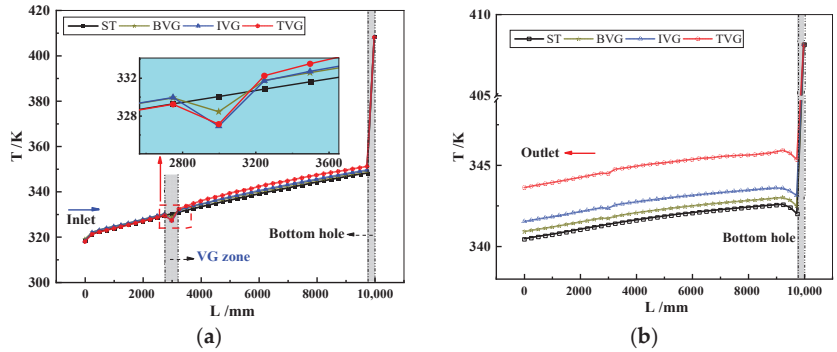 ST BVG IVG TVG
T /K
420
400
380
360
340
320
300
331
328
2800
3200
3600
Inlet
VG zone
Bottom hole
0
2000
4000
6000
8000
10,000
L /mm
(a)
ST BVG IVG TVG
T /K
410
405
345
340
Outlet
Bottom hole
0
2000
4000
6000
8000
10,000
L /mm
(b)